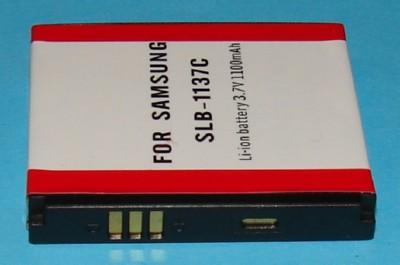 FOR SAMSUNG
SLB-1137C
Li-ion battery 3.7V 1100mAh